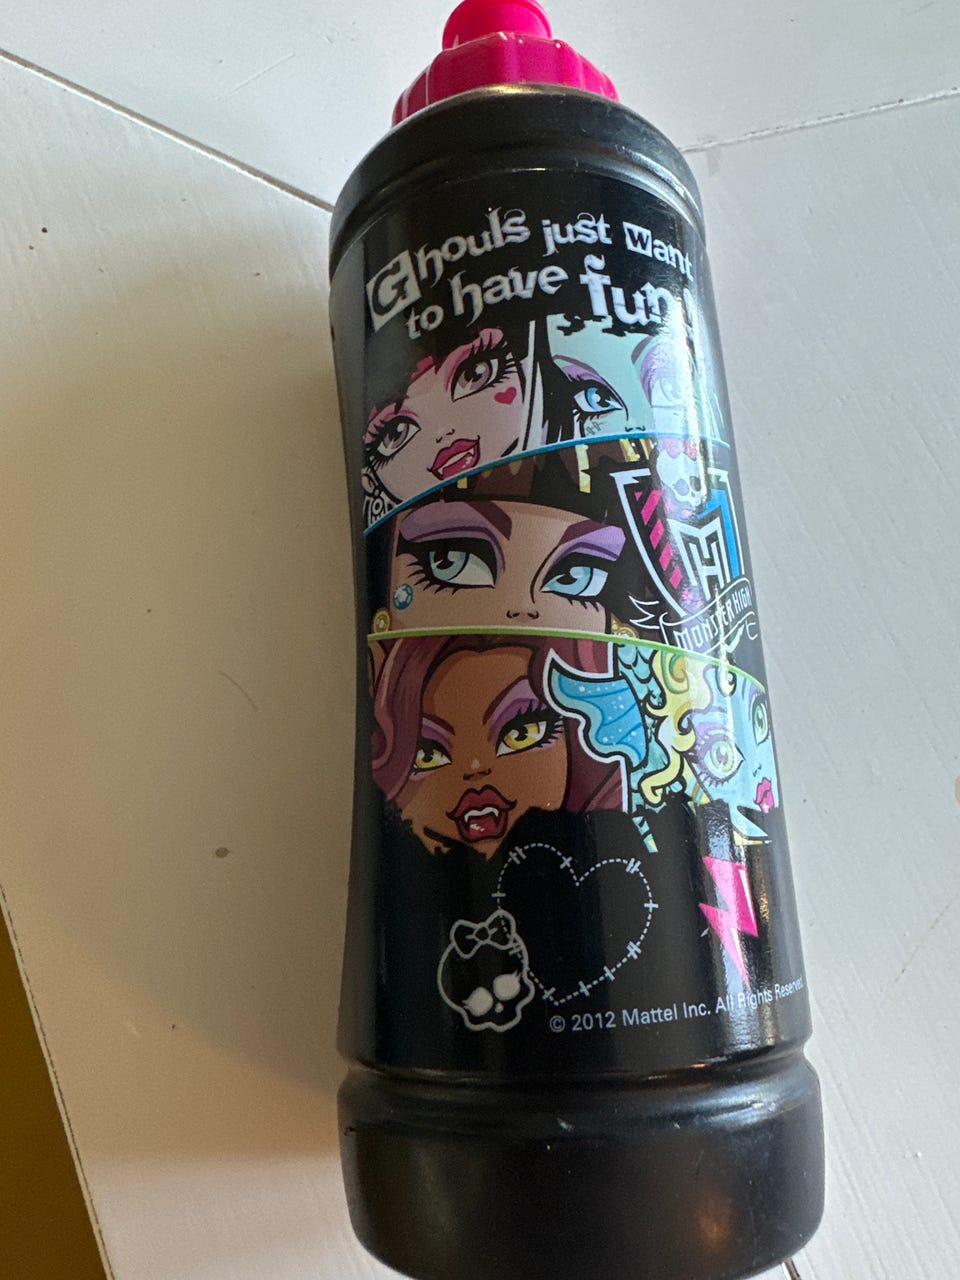 Ghouls just want
to have fun!
MONSTER HIGH
© 2012 Mattel Inc. All Rights Reserved.